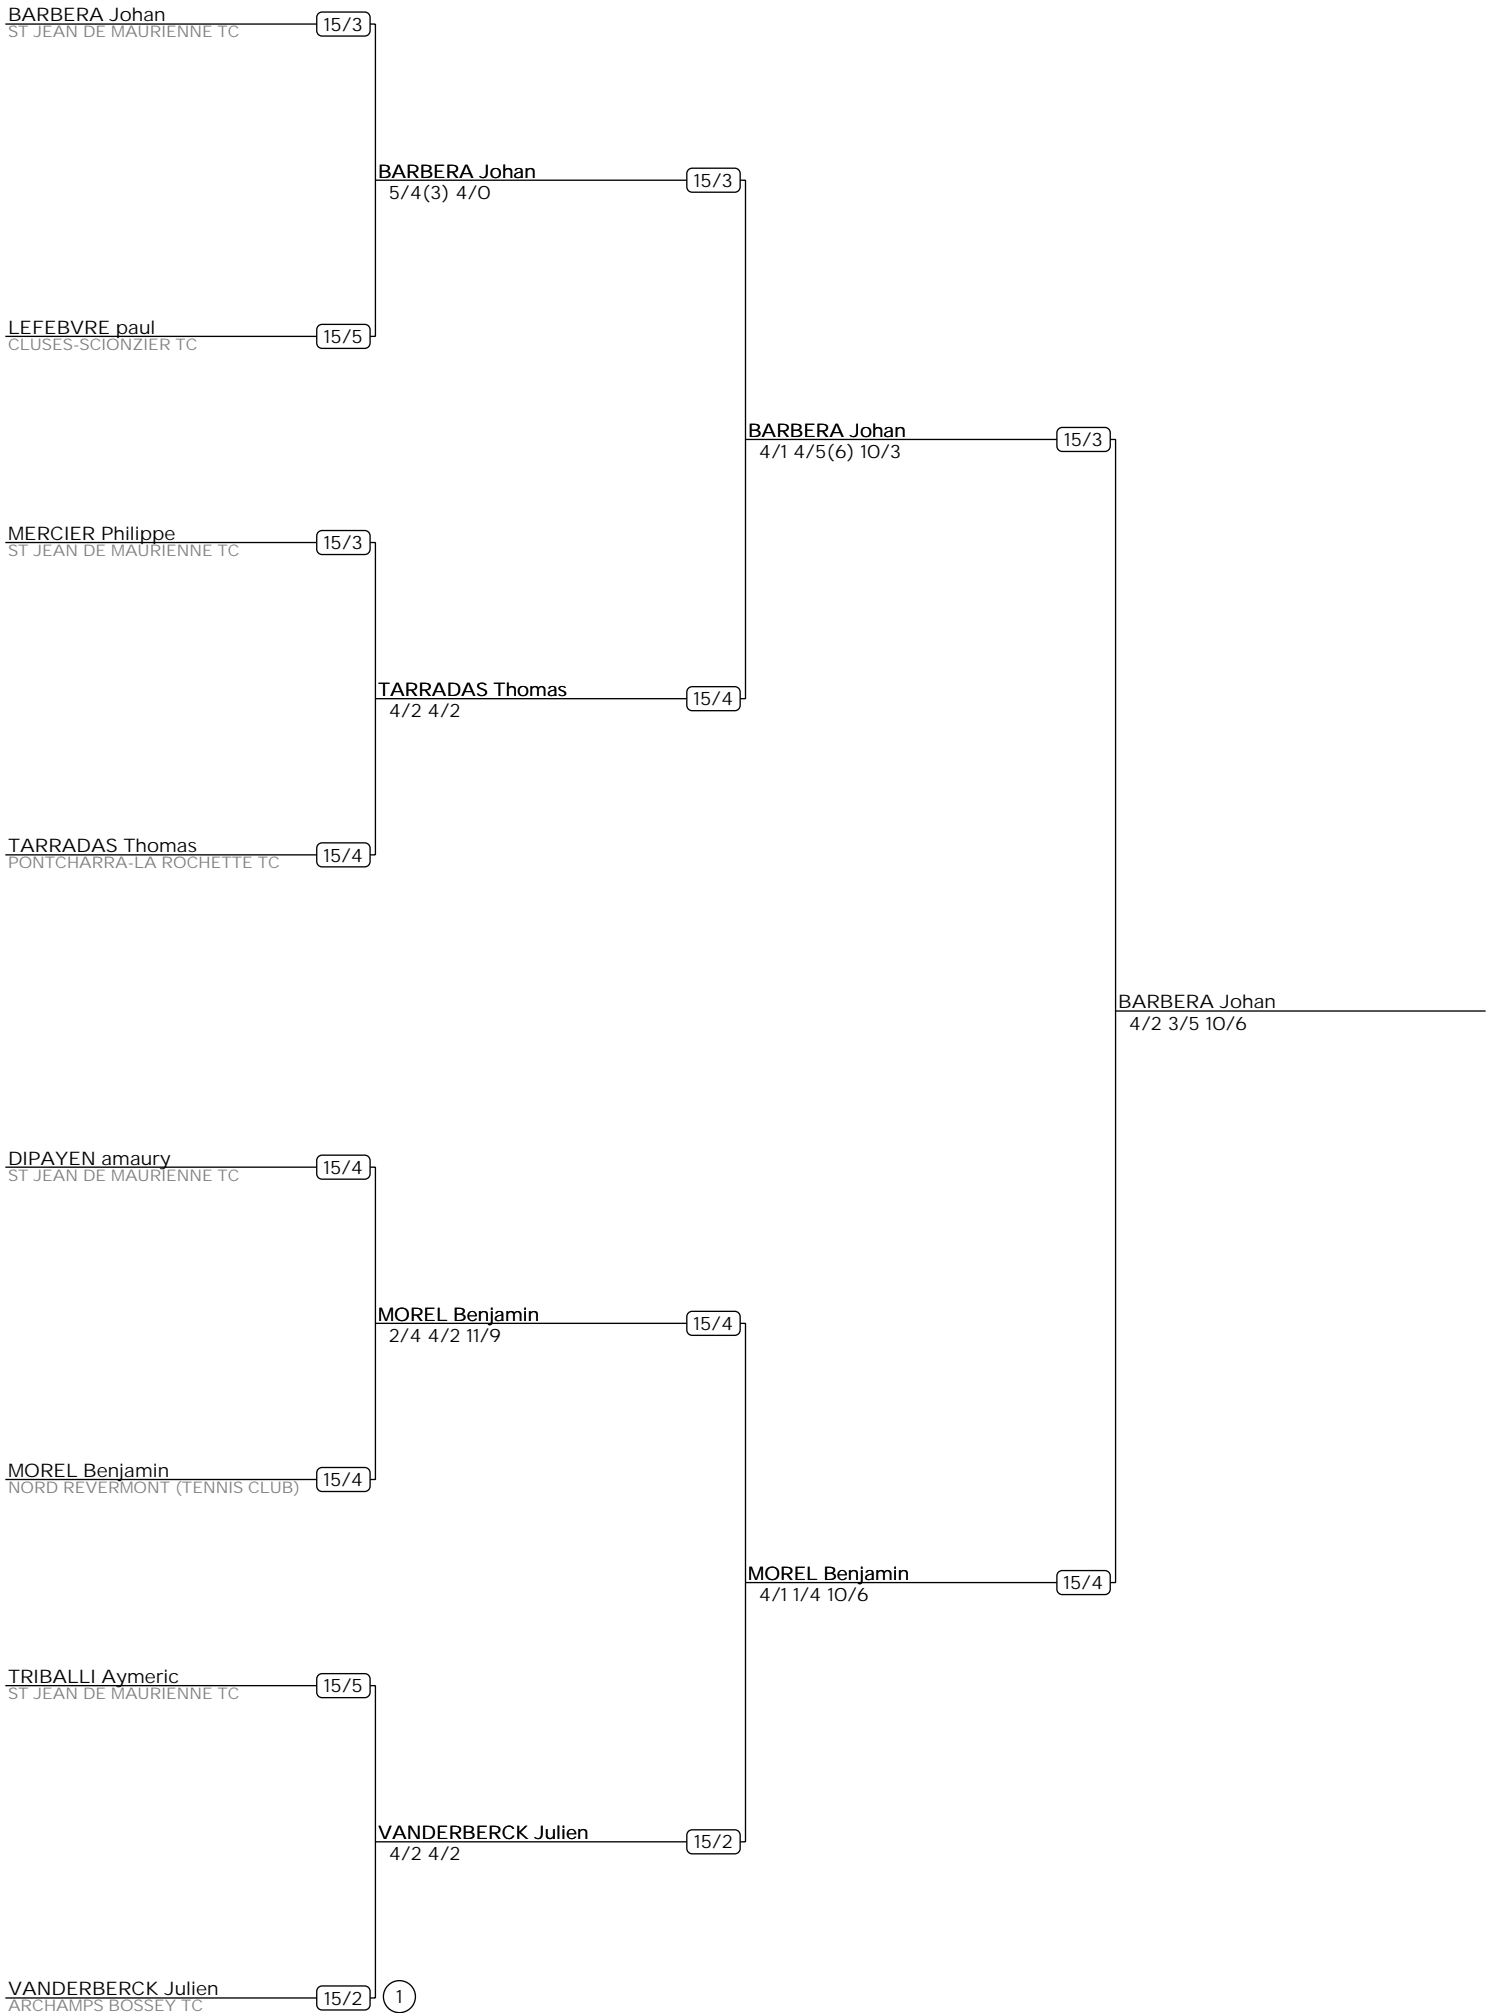 BARBERA Johan
ST JEAN DE MAURIENNE TC
15/3
BARBERA Johan
5/4(3) 4/0
15/3
LEFEBVRE paul
CLUSES-SCIONZIER TC
15/5
BARBERA Johan
4/1 4/5(6) 10/3
15/3
MERCIER Philippe
ST JEAN DE MAURIENNE TC
15/3
TARRADAS Thomas
4/2 4/2
15/4
TARRADAS Thomas
PONTCHARRA-LA ROCHETTE TC
15/4
BARBERA Johan
4/2 3/5 10/6
DIPAYEN amaury
ST JEAN DE MAURIENNE TC
15/4
MOREL Benjamin
2/4 4/2 11/9
15/4
MOREL Benjamin
NORD REVERMONT (TENNIS CLUB)
15/4
MOREL Benjamin
4/1 1/4 10/6
15/4
TRIBALLI Aymeric
ST JEAN DE MAURIENNE TC
15/5
VANDERBERCK Julien
4/2 4/2
15/2
VANDERBERCK Julien
ARCHAMPS BOSSEY TC
15/2
1